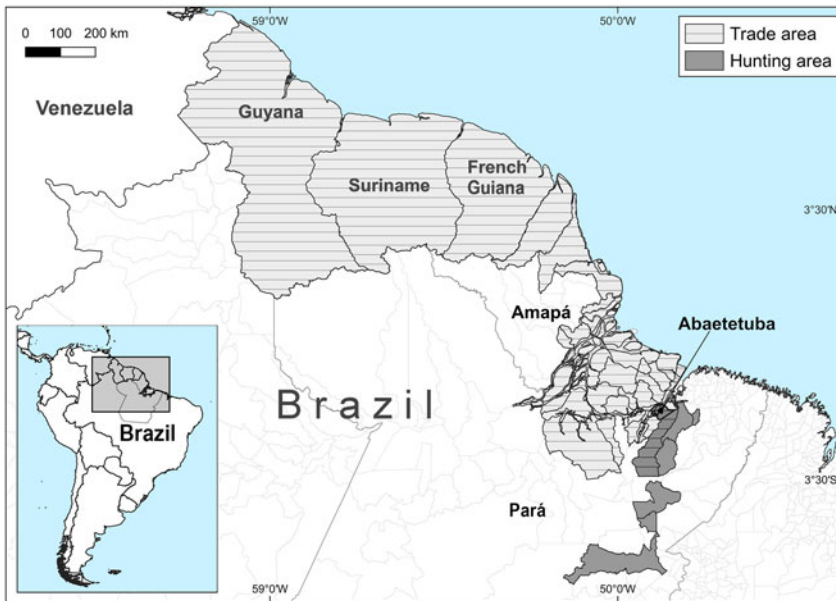 59°0'W
50°0'W
0 100 200 km
Trade area
Hunting area
Venezuela
Guyana
Suriname
French
Guiana
3°30'N
Amapá
Abaetetuba
Brazil
Brazil
3°30'S
Pará
59°0'W
50°0'W